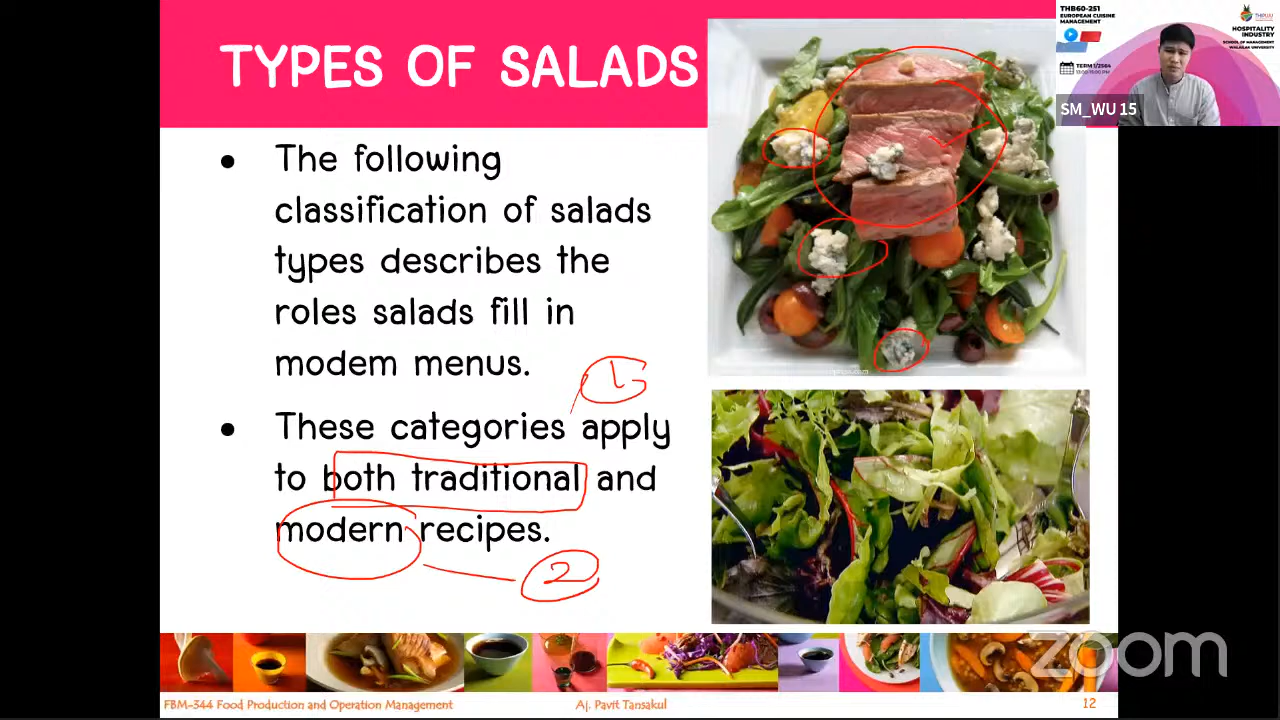 TYPES OF SALADS
The following
classification of salads
types describes the
roles salads fill in
modem menus.
1
These categories apply
to both traditional and
modern recipes.
2
FBM-344 Food Production and Operation Management
Aj. Pavit Tansakul
12
THB60-251
EUROPEAN CUISINE
MANAGEMENT
TERM 1/2564
HOSPITALITY
INDUSTRY
SCHOOL OF MANAGEMENT
WALAILAK UNIVERSITY
SM_WU 15
zoom